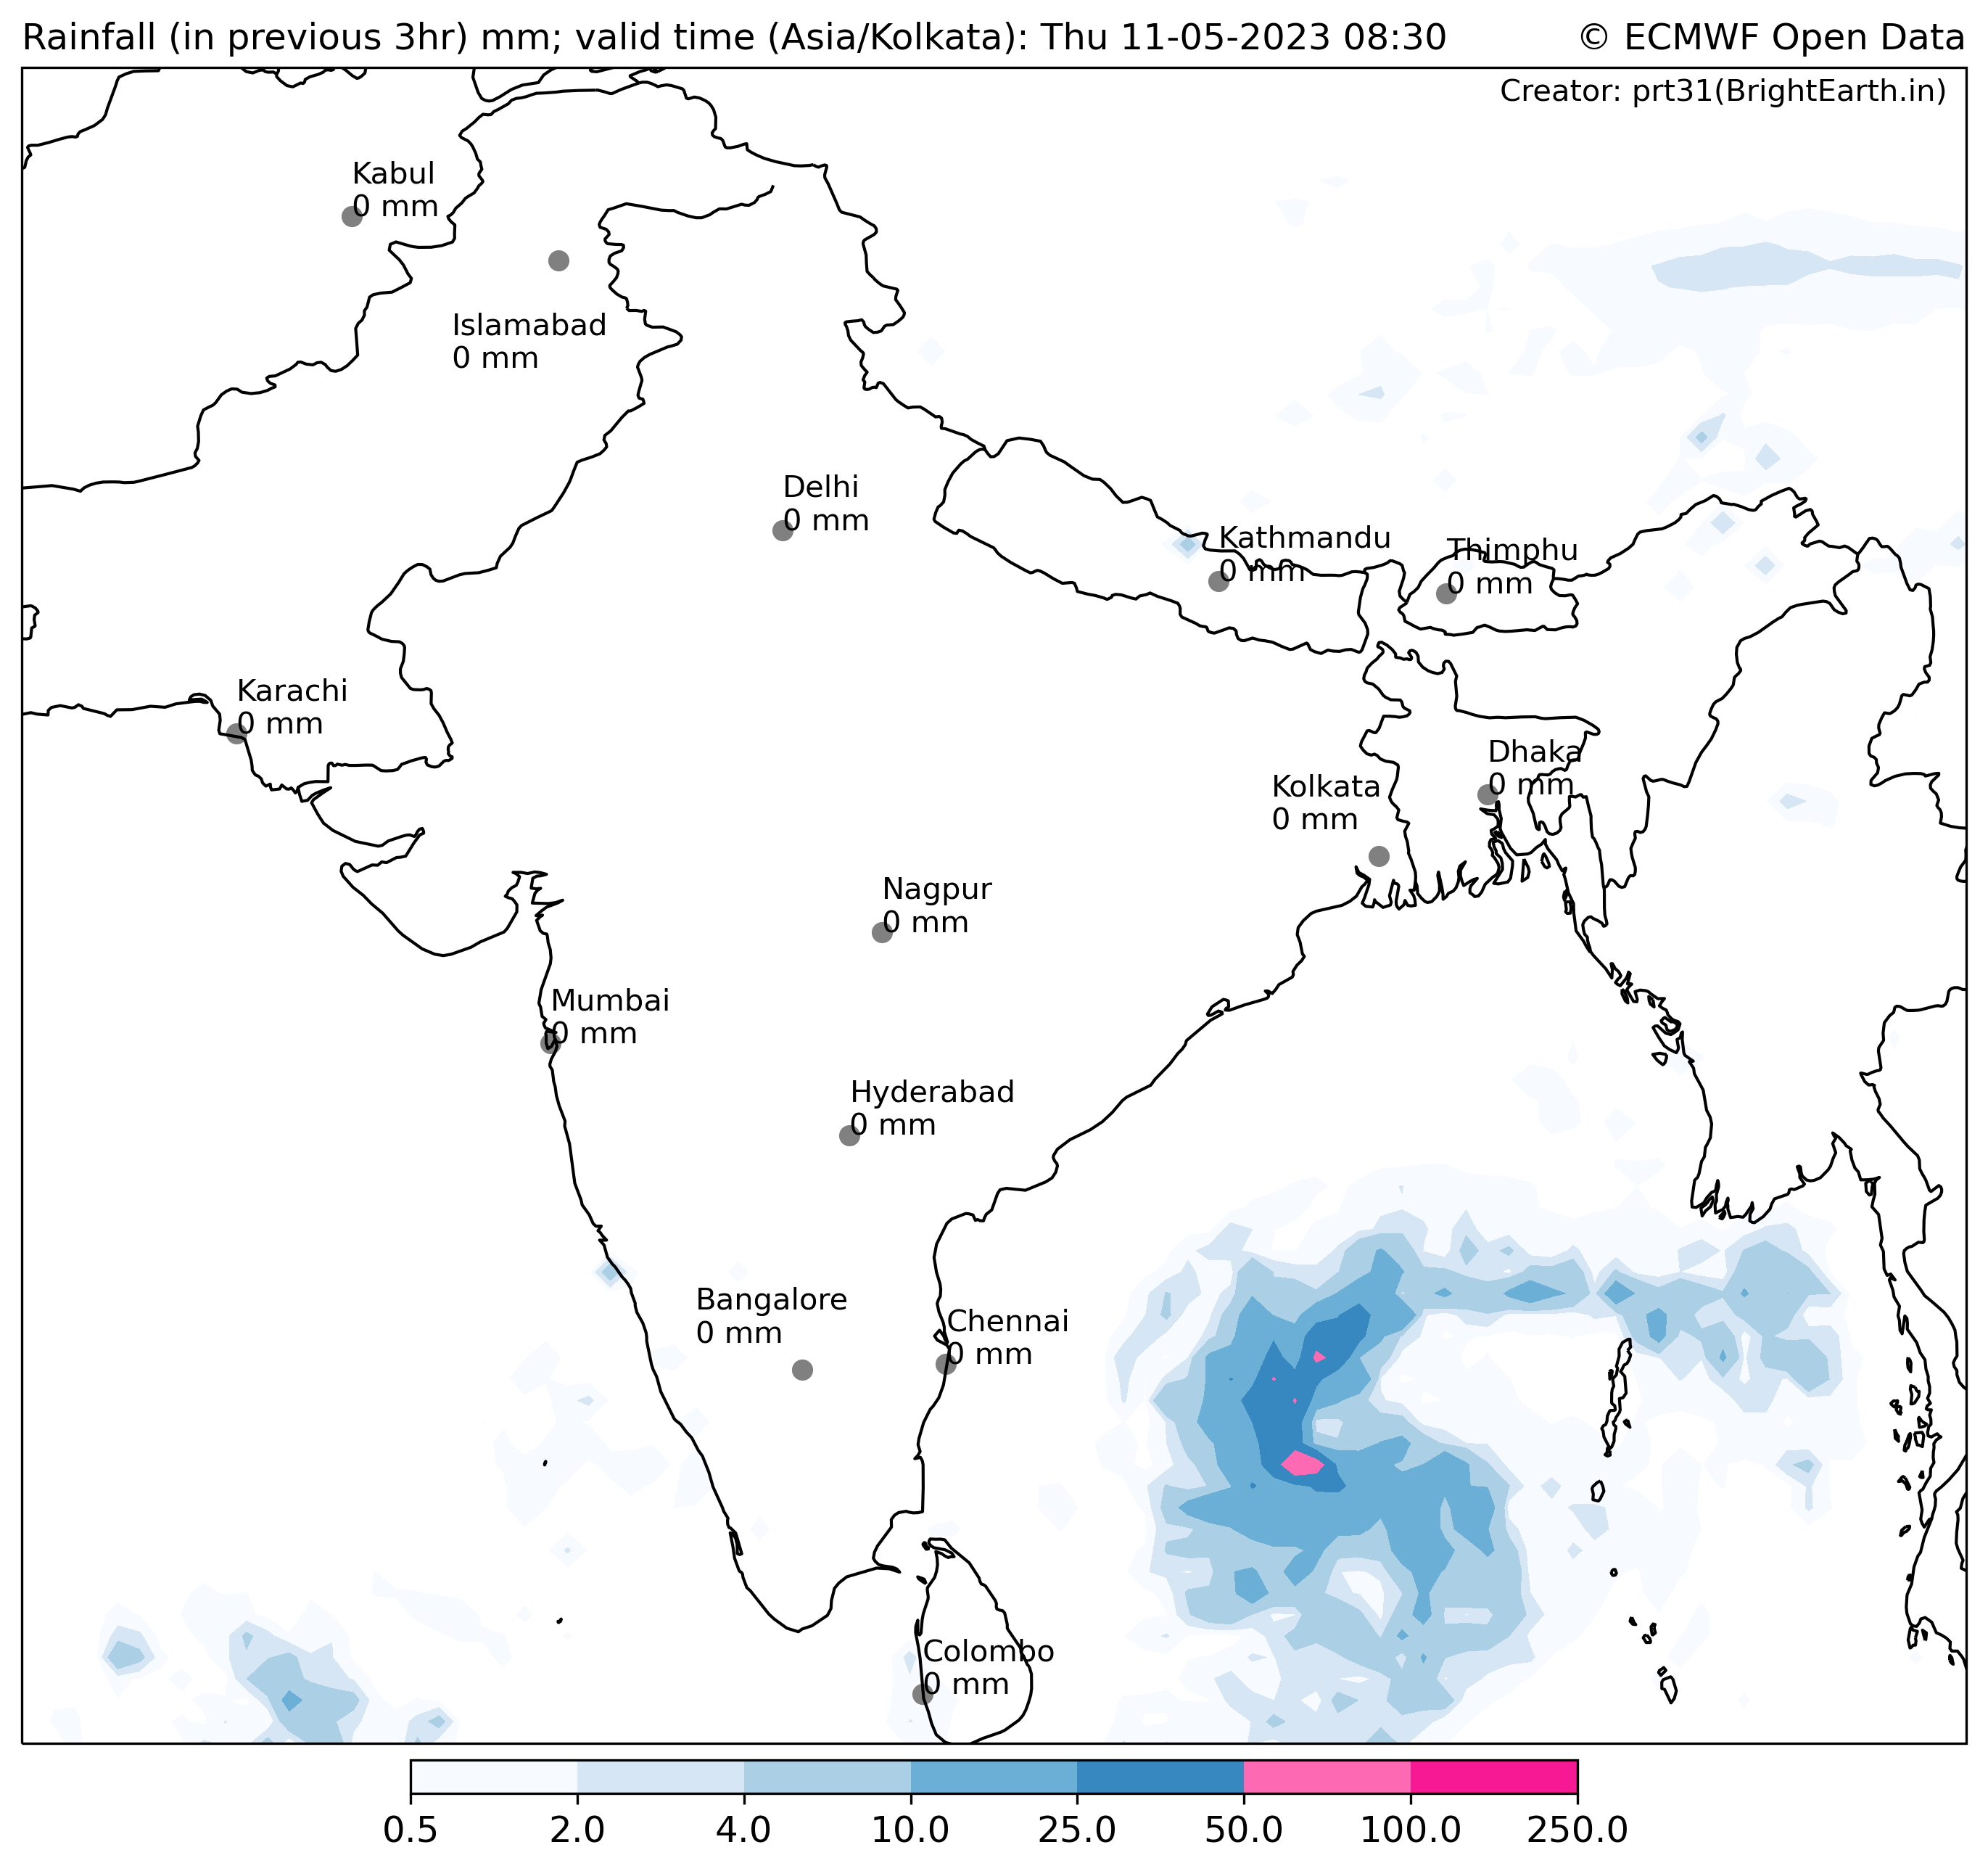 Rainfall (in previous 3hr) mm; valid time (Asia/Kolkata): Thu 11-05-2023 08:30
© ECMWF Open Data
Creator: prt31(BrightEarth.in)
Kabul
0 mm
Islamabad
0 mm
Delhi
0 mm
Kathmandu
0 mm
Thimphu
0 mm
Karachi
0 mm
Dhaka
0 mm
Kolkata
0 mm
Nagpur
0 mm
Mumbai
0 mm
Hyderabad
0 mm
Bangalore
0 mm
Chennai
0 mm
Colombo
0 mm
0.5 2.0 4.0 10.0 25.0 50.0 100.0 250.0